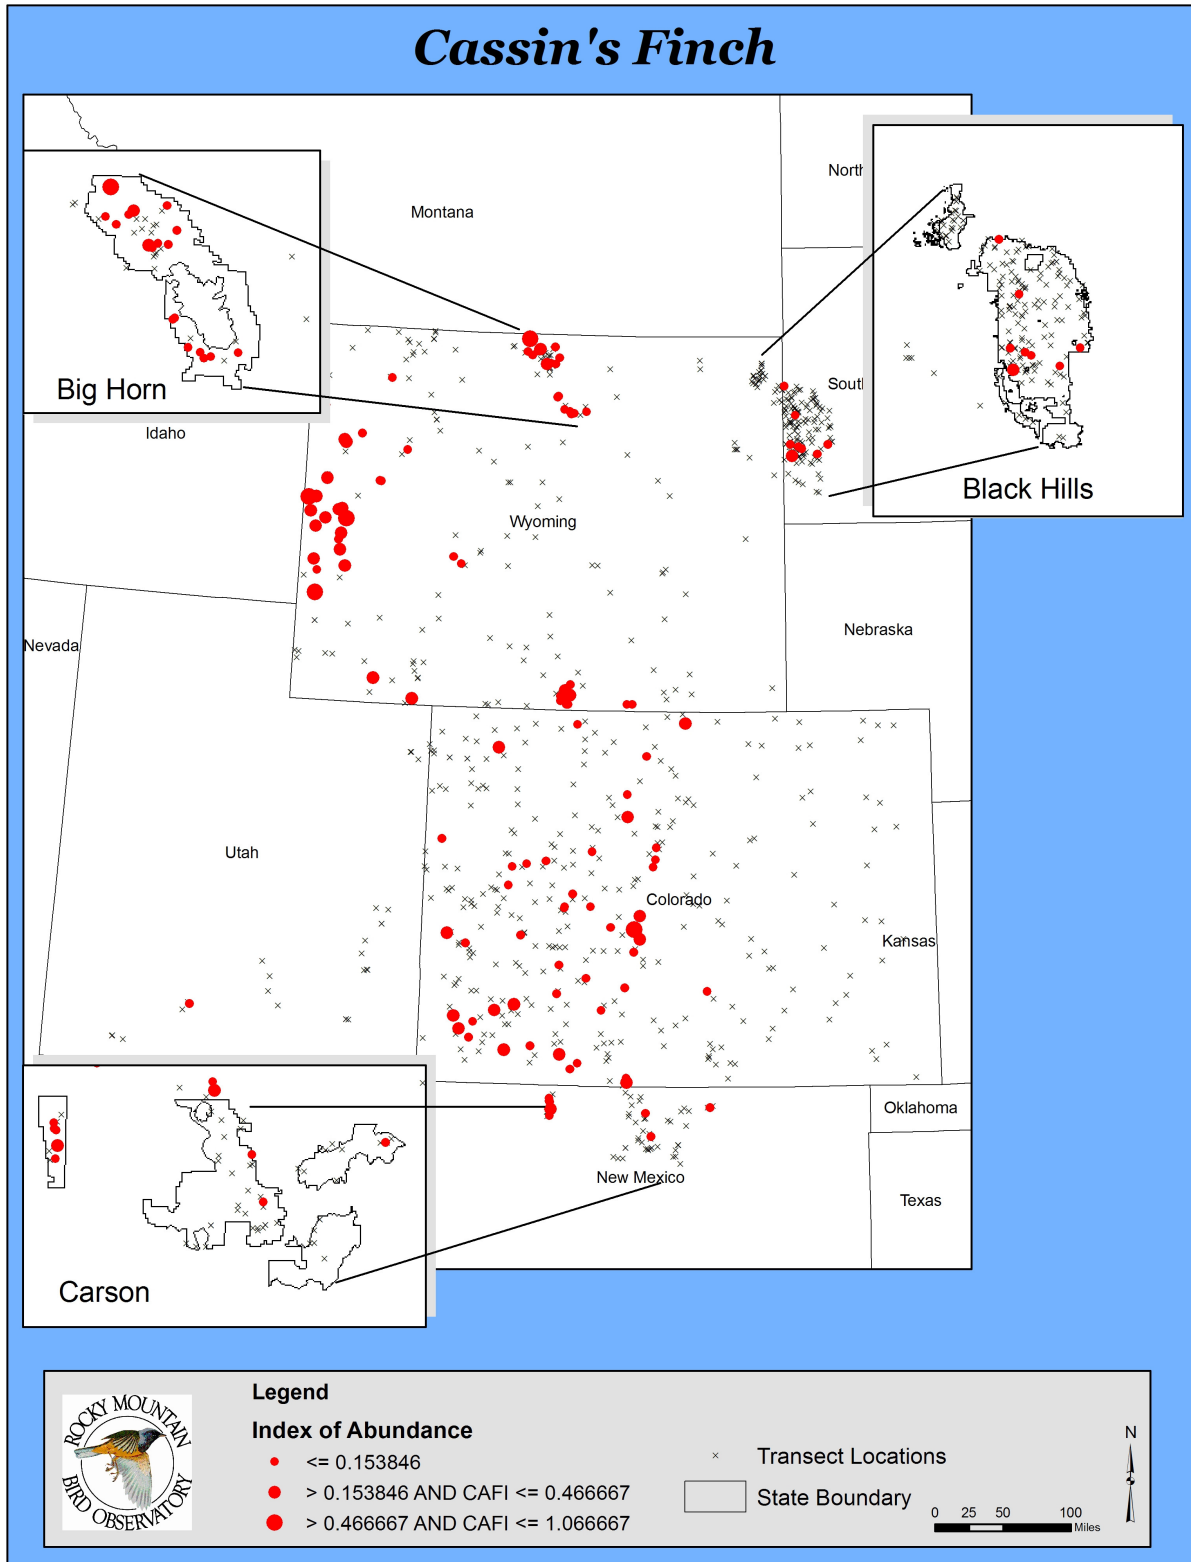 Cassin's Finch
Montana
North
South
Big Horn
Black Hills
Idaho
Wyoming
Nevada
Nebraska
Utah
Colorado
Kansas
Oklahoma
New Mexico
Texas
Carson
ROCKY MOUNTAIN
BIRD OBSERVATORY
Legend
Index of Abundance
<= 0.153846
> 0.153846 AND CAFI <= 0.466667
> 0.466667 AND CAFI <= 1.066667
Transect Locations
State Boundary
N
0 25 50 100
Miles